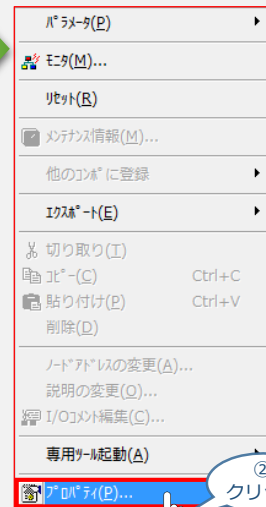 ﾊﾟﾗﾒｰﾀ(P)
ﾓﾆﾀ(M)...
ﾘｾｯﾄ(R)
ﾒﾝﾃﾅﾝｽ情報(M)...
他のｺﾝﾎﾟに登録
ｴｸｽﾎﾟｰﾄ(E)
切り取り(T)
ｺﾋﾟｰ(C) Ctrl+C
貼り付け(P) Ctrl+V
削除(D)
ﾉｰﾄﾞｱﾄﾞﾚｽの変更(A)...
説明の変更(O)...
I/Oｺﾒﾝﾄ編集(C)...
専用ﾂｰﾙ起動(A)
②
ﾌﾟﾛﾊﾟﾃｨ(P)...